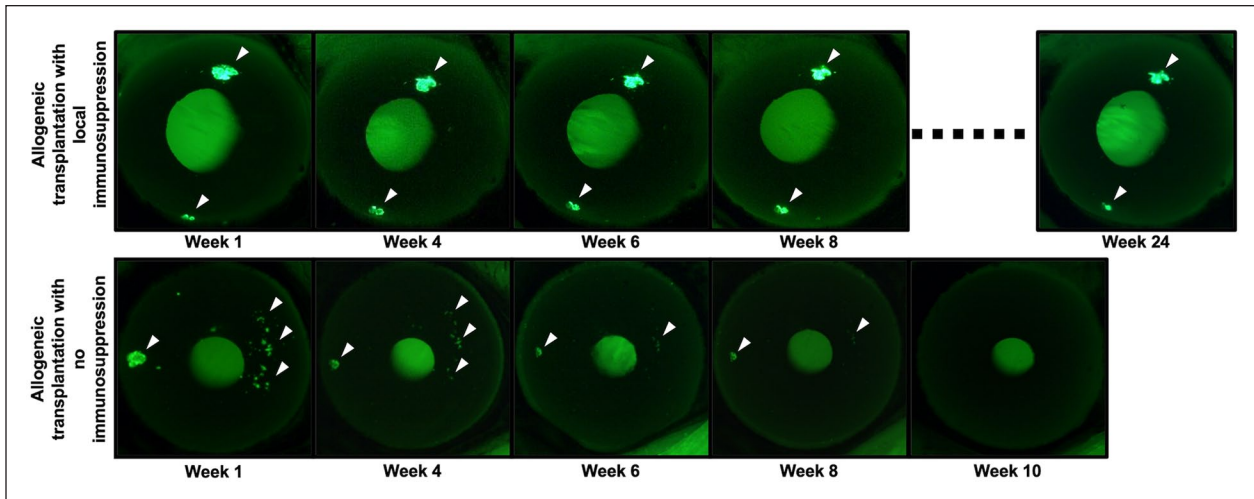 Allogeneic
transplantation with
local
immunosuppression
Week 1
Week 4
Week 6
Week 8
Week 24
Allogeneic
transplantation with
no
immunosuppression
Week 1
Week 4
Week 6
Week 8
Week 10